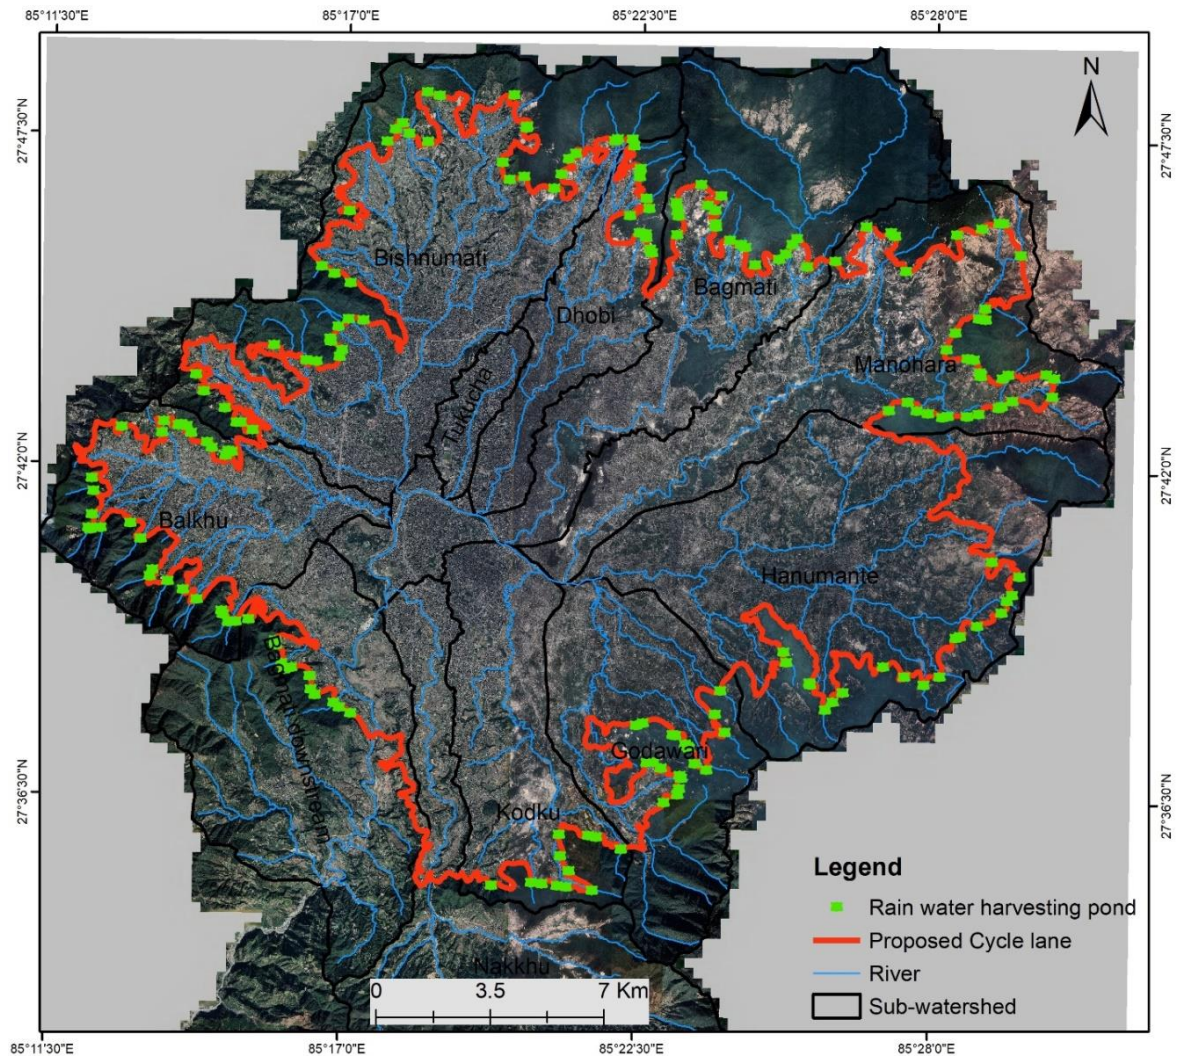 85°11'30"E
85°17'0"E
85°22'30"E
85°28'0"E
N
27°47'30"N
27°47'30"N
Bishnumati
Bagmati
Dhobi
Manohara
Tukucha
27°42'0"N
27°42'0"N
Balkhu
Hanumante
Bagmati downstream
Godawari
27°36'30"N
27°36'30"N
Kodku
Nakkhu
Legend
Rain water harvesting pond
Proposed Cycle lane
River
Sub-watershed
0 3.5 7 Km
85°11'30"E
85°17'0"E
85°22'30"E
85°28'0"E